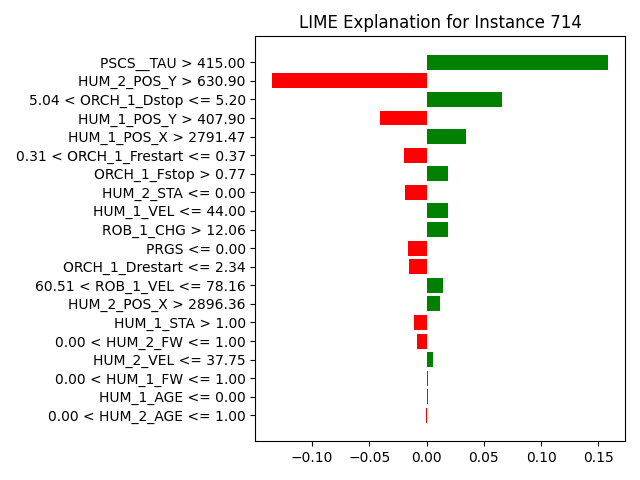 LIME Explanation for Instance 714
PSCS__TAU > 415.00
HUM_2_POS_Y > 630.90
5.04 < ORCH_1_Dstop <= 5.20
HUM_1_POS_Y > 407.90
HUM_1_POS_X > 2791.47
0.31 < ORCH_1_Frestart <= 0.37
ORCH_1_Fstop > 0.77
HUM_2_STA <= 0.00
HUM_1_VEL <= 44.00
ROB_1_CHG > 12.06
PRGS <= 0.00
ORCH_1_Drestart <= 2.34
60.51 < ROB_1_VEL <= 78.16
HUM_2_POS_X > 2896.36
HUM_1_STA > 1.00
0.00 < HUM_2_FW <= 1.00
HUM_2_VEL <= 37.75
0.00 < HUM_1_FW <= 1.00
HUM_1_AGE <= 0.00
0.00 < HUM_2_AGE <= 1.00
−0.10 −0.05 0.00 0.05 0.10 0.15